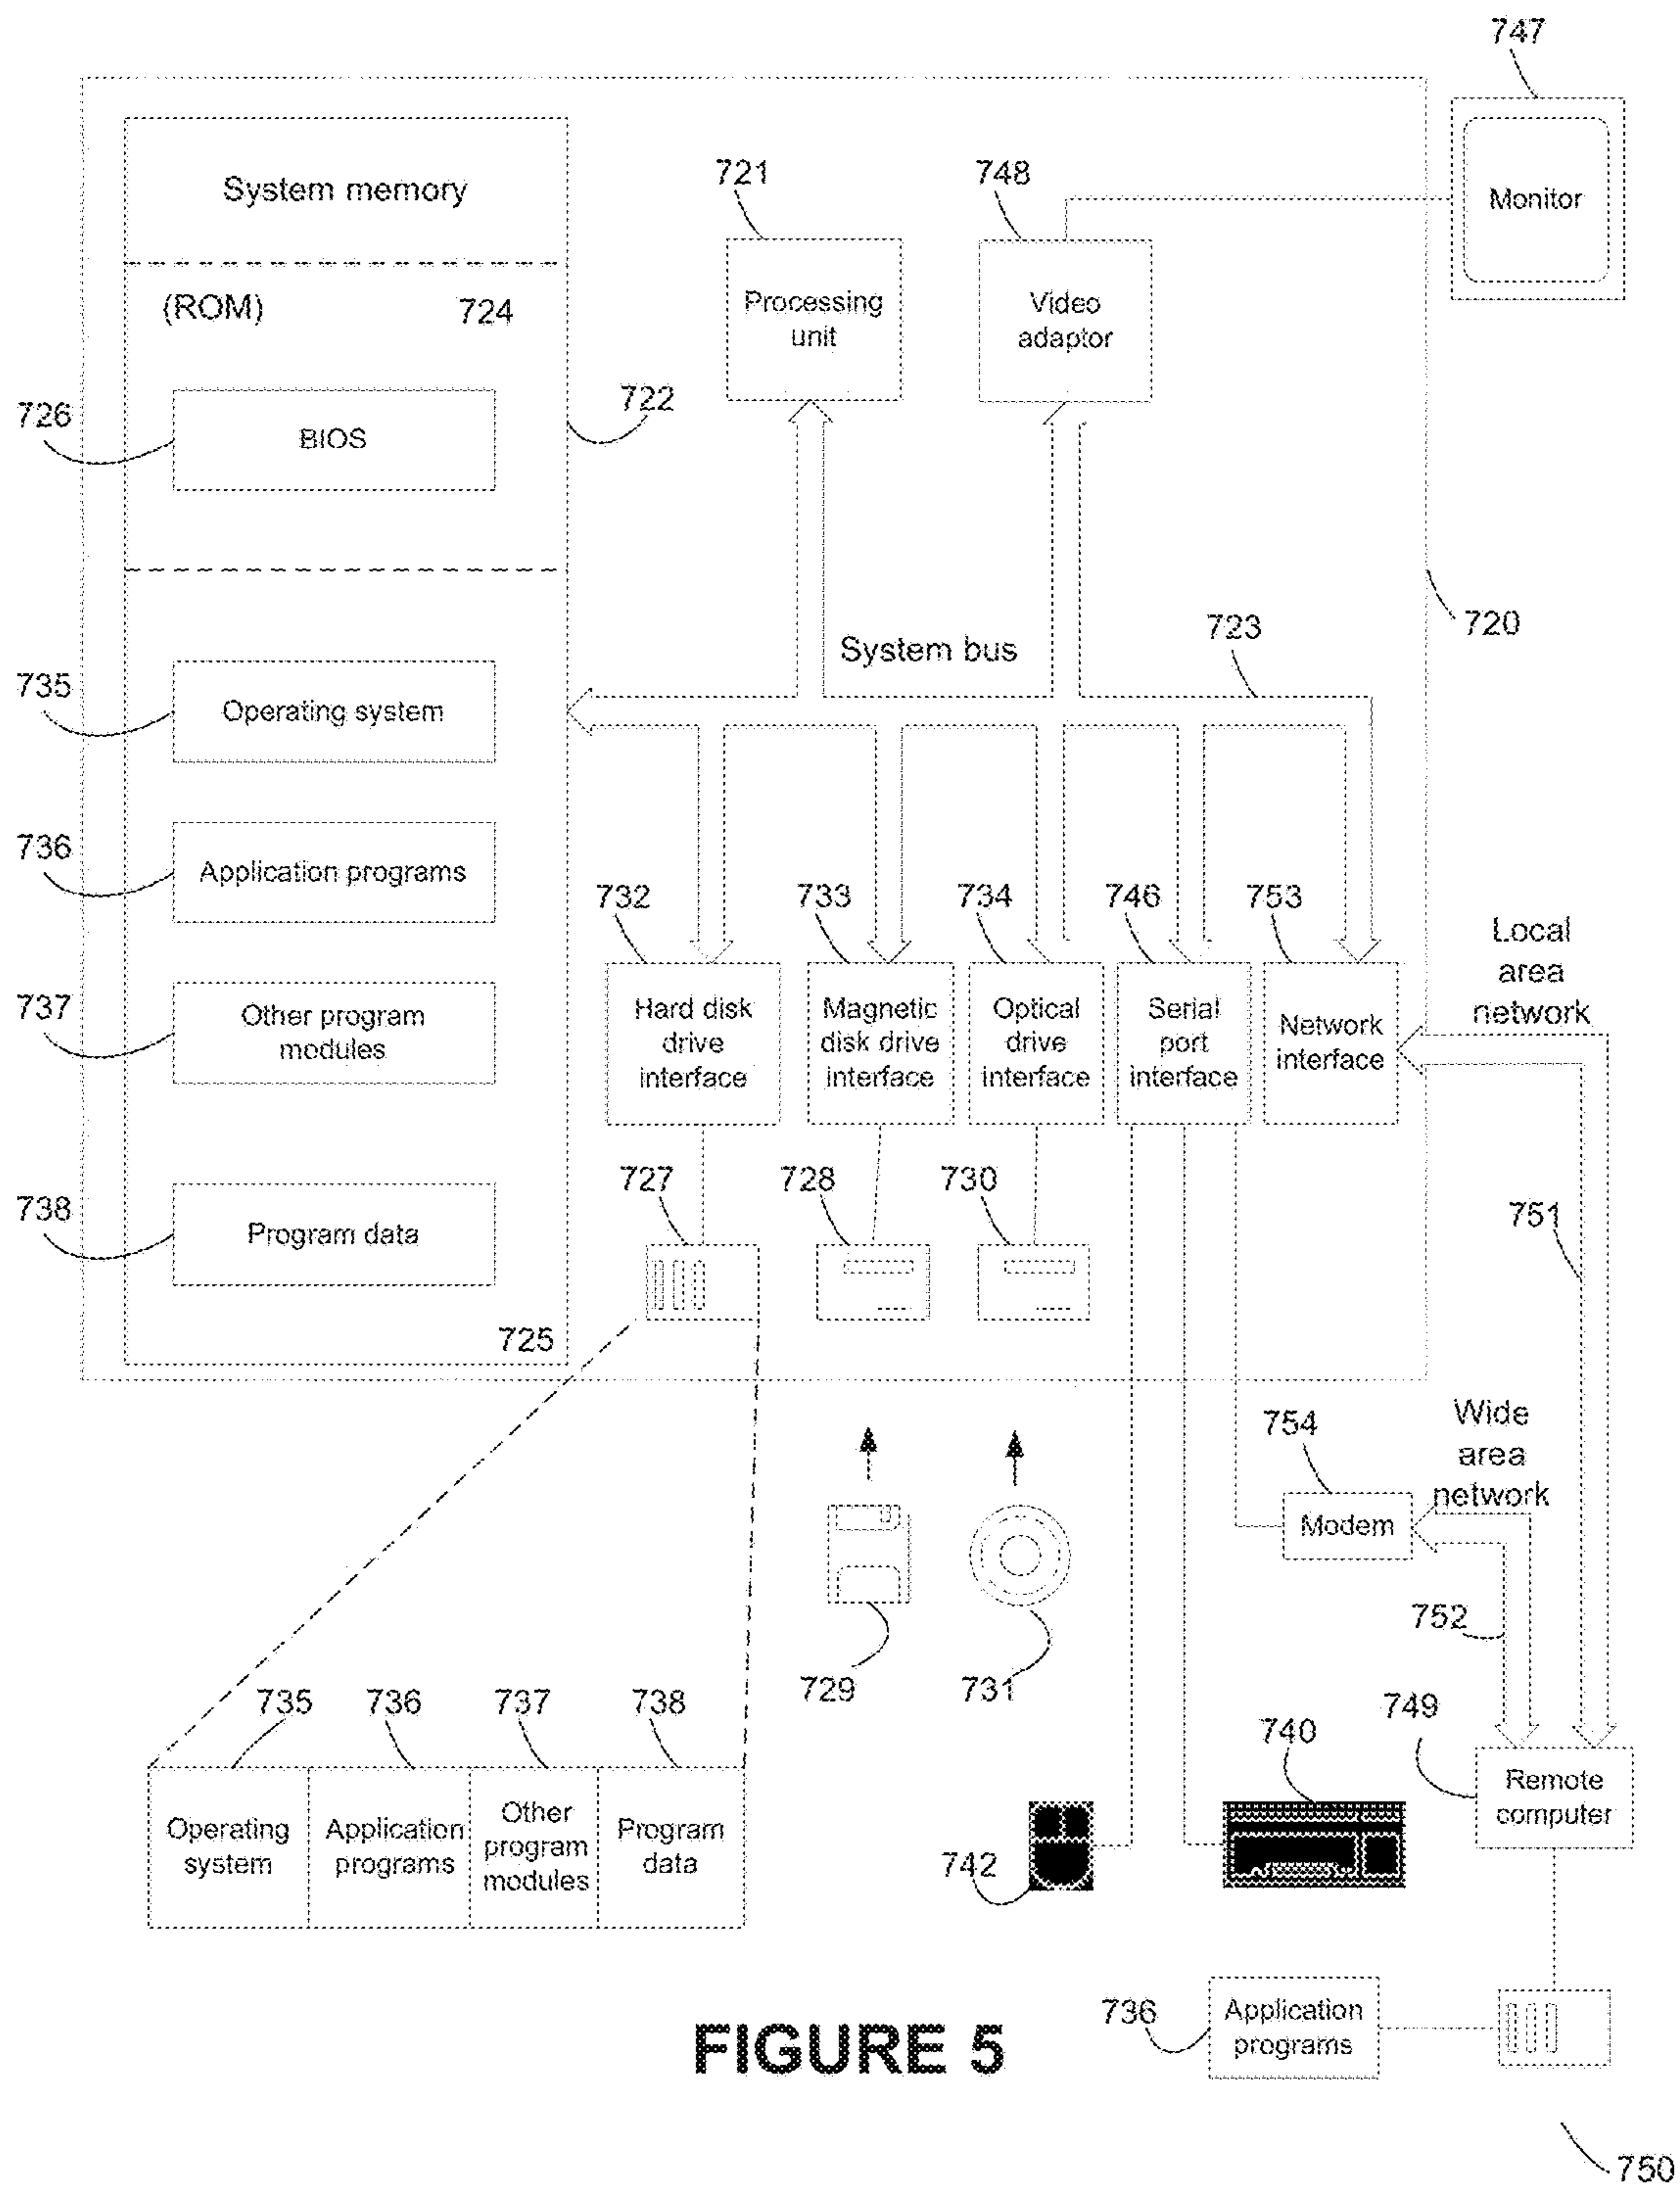 747
System memory
721
748
Monitor
(ROM)
724
Processing
unit
Video
adaptor
726
BIOS
722
System bus
723
720
735
Operating system
736
Application programs
732
733
734
746
753
Local
area
network
737
Other program
modules
Hard disk
drive
interface
Magnetic
disk drive
interface
Optical
drive
interface
Serial
port
interface
Network
interface
738
Program data
727
728
730
751
725
754
Wide
area
network
Modem
752
729
731
735
736
737
738
740
749
Operating
system
Application
programs
Other
program
modules
Program
data
742
Remote
computer
736
Application
programs
FIGURE 5
750